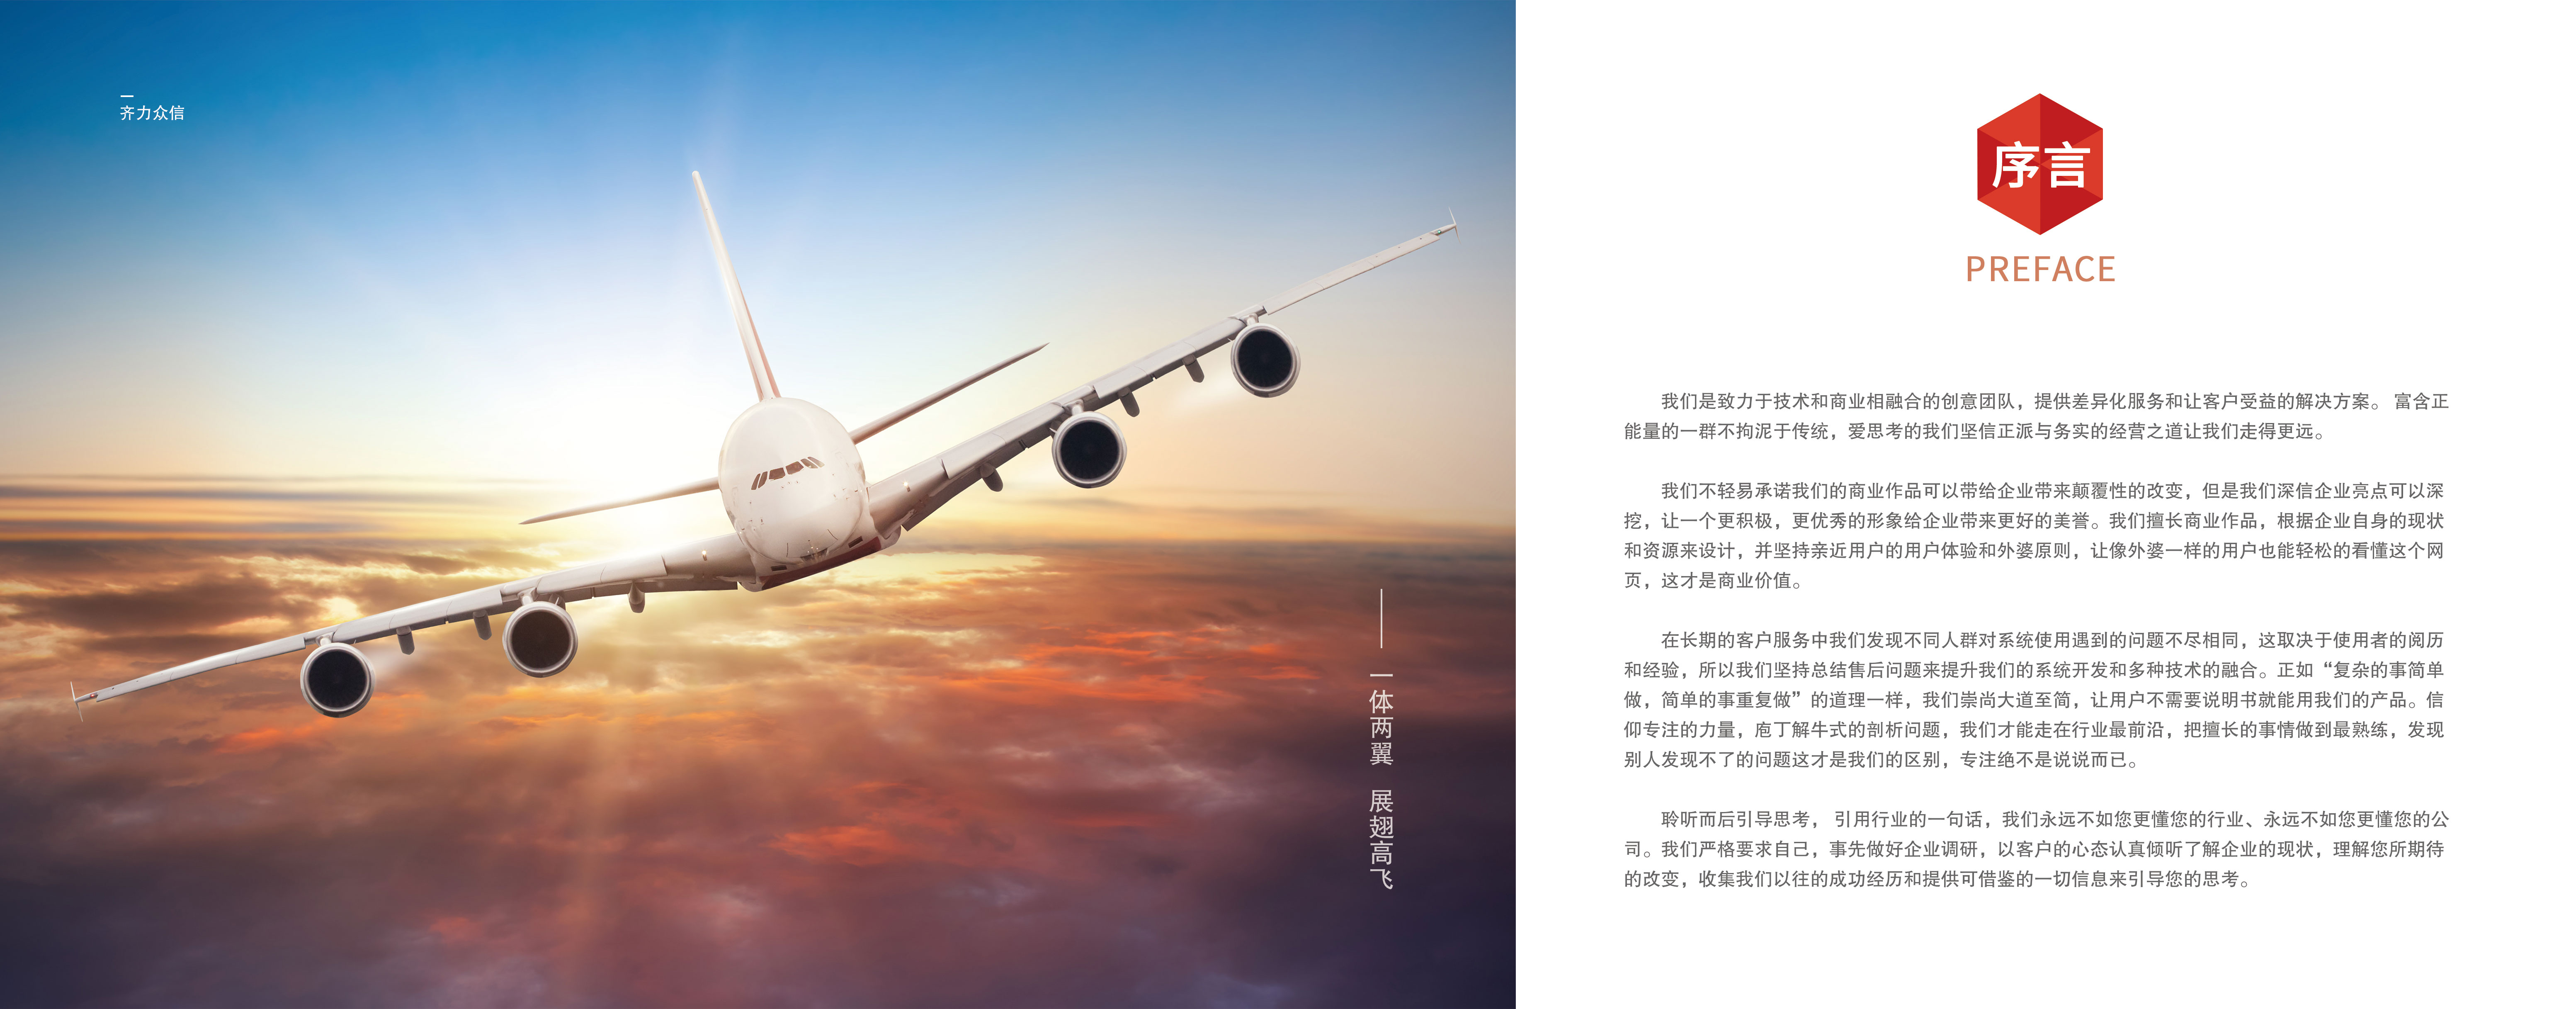 齐力众信
一体两翼 展翅高飞
序言
PREFACE
我们是致力于技术和商业相融合的创意团队，提供差异化服务和让客户受益的解决方案。 富含正
能量的一群不拘泥于传统，爱思考的我们坚信正派与务实的经营之道让我们走得更远。
我们不轻易承诺我们的商业作品可以带给企业带来颠覆性的改变，但是我们深信企业亮点可以深
挖，让一个更积极，更优秀的形象给企业带来更好的美誉。我们擅长商业作品，根据企业自身的现状
和资源来设计，并坚持亲近用户的用户体验和外婆原则，让像外婆一样的用户也能轻松的看懂这个网
页，这才是商业价值。
在长期的客户服务中我们发现不同人群对系统使用遇到的问题不尽相同，这取决于使用者的阅历
和经验，所以我们坚持总结售后问题来提升我们的系统开发和多种技术的融合。正如“复杂的事简单
做，简单的事重复做”的道理一样，我们崇尚大道至简，让用户不需要说明书就能用我们的产品。信
仰专注的力量，庖丁解牛式的剖析问题，我们才能走在行业最前沿，把擅长的事情做到最熟练，发现
别人发现不了的问题这才是我们的区别，专注绝不是说说而已。
聆听而后引导思考， 引用行业的一句话，我们永远不如您更懂您的行业、永远不如您更懂您的公
司。我们严格要求自己，事先做好企业调研，以客户的心态认真倾听了解企业的现状，理解您所期待
的改变，收集我们以往的成功经历和提供可借鉴的一切信息来引导您的思考。